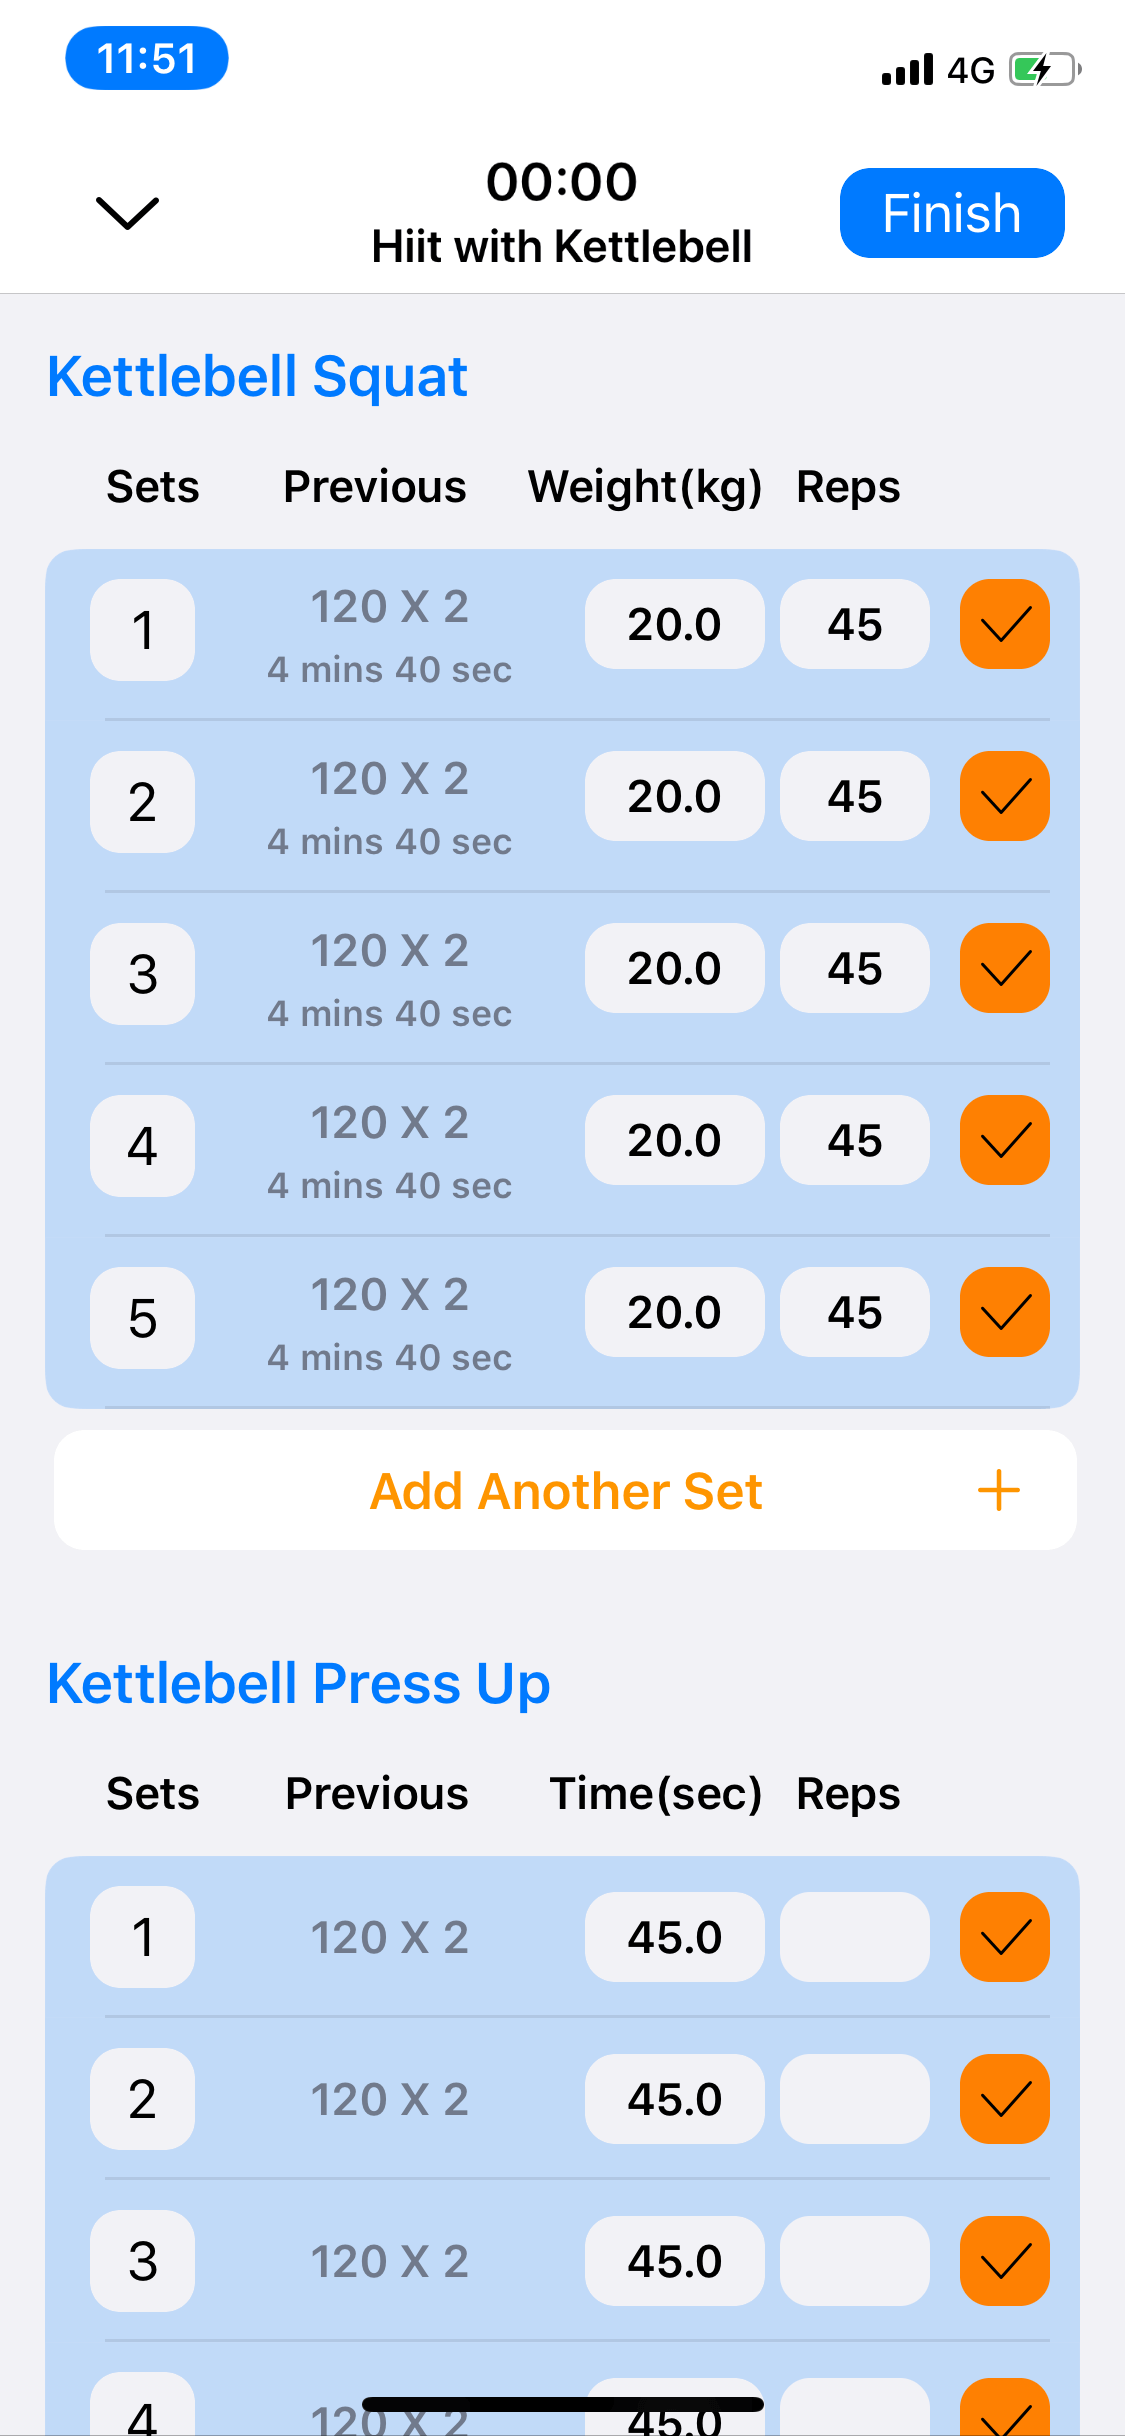 11:51
4G
00:00
Hiit with Kettlebell
Finish
Kettlebell Squat
Sets Previous Weight(kg) Reps
1 120 X 2 20.0 45
4 mins 40 sec
2 120 X 2 20.0 45
4 mins 40 sec
3 120 X 2 20.0 45
4 mins 40 sec
4 120 X 2 20.0 45
4 mins 40 sec
5 120 X 2 20.0 45
4 mins 40 sec
Add Another Set +
Kettlebell Press Up
Sets Previous Time(sec) Reps
1 120 X 2 45.0
2 120 X 2 45.0
3 120 X 2 45.0
4 120 X 2 45.0